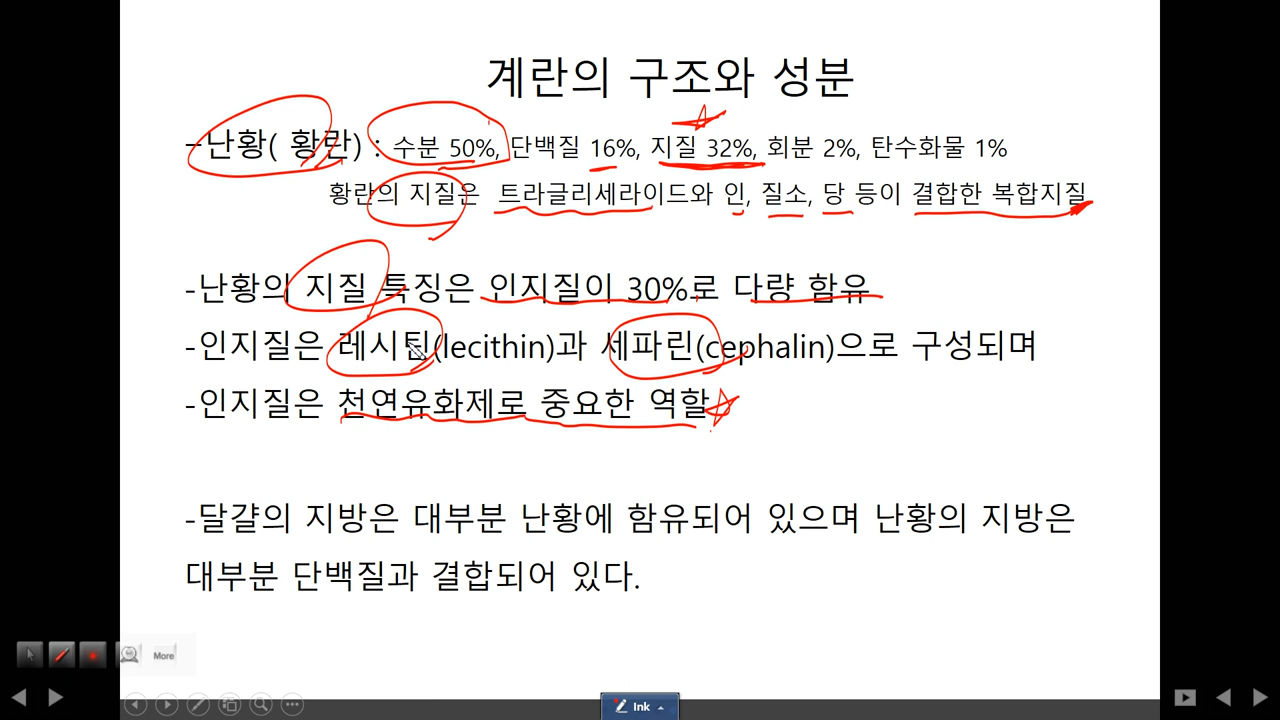 계란의 구조와 성분
-난황( 황란) : 수분 50%, 단백질 16%, 지질 32%, 회분 2%, 탄수화물 1%
황란의 지질은 트라글리세라이드와 인, 질소, 당 등이 결합한 복합지질
-난황의 지질 특징은 인지질이 30%로 다량 함유
-인지질은 레시틴(lecithin)과 세파린(cephalin)으로 구성되며
-인지질은 천연유화제로 중요한 역할
-달걀의 지방은 대부분 난황에 함유되어 있으며 난황의 지방은
대부분 단백질과 결합되어 있다.
More
Ink